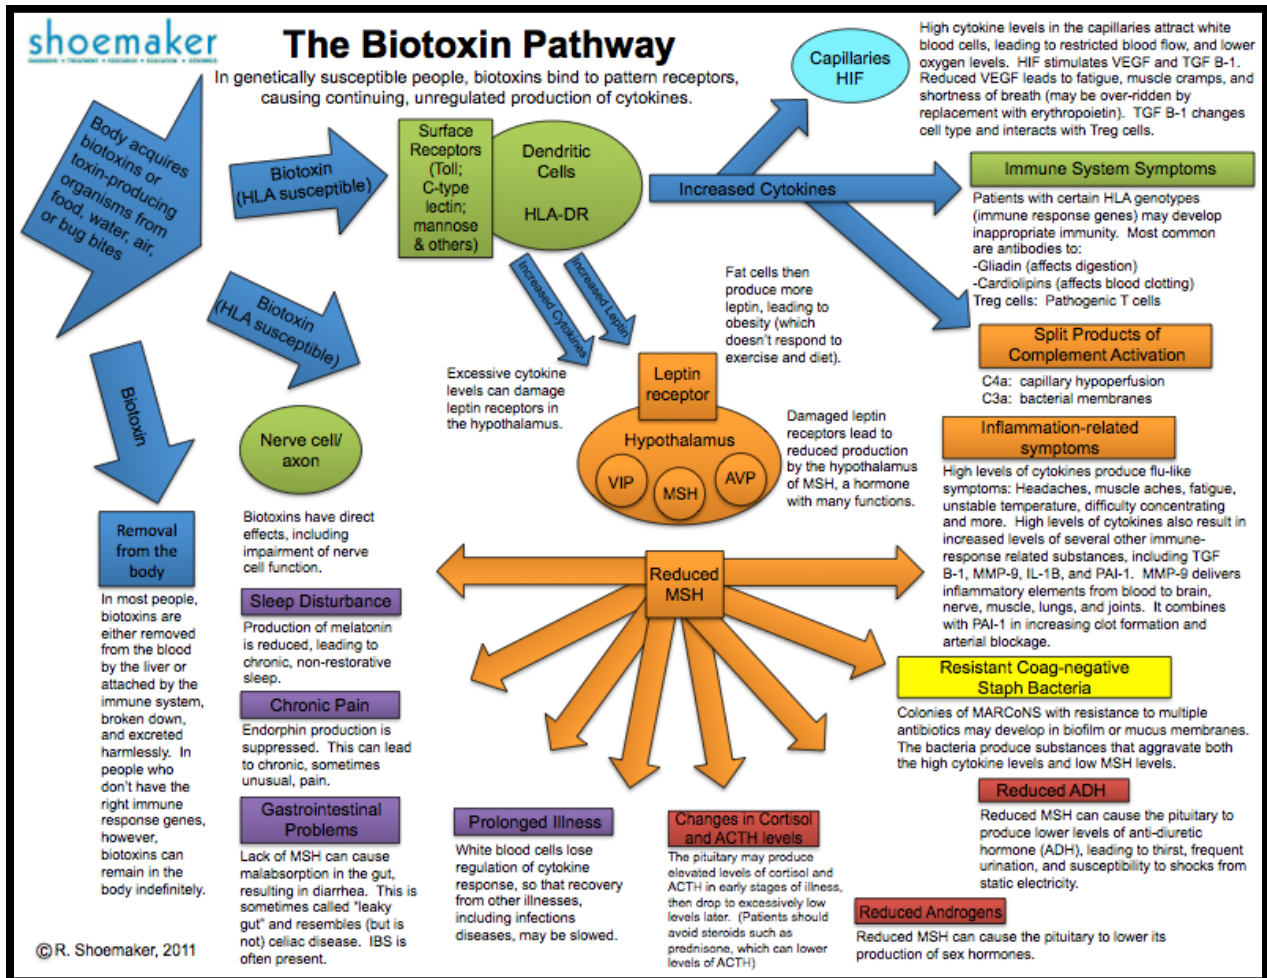 shoemaker
DIAGNOSIS • TREATMENT • RESEARCH • EDUCATION • GENOMICS
The Biotoxin Pathway
In genetically susceptible people, biotoxins bind to pattern receptors,
causing continuing, unregulated production of cytokines.
Capillaries
HIF
High cytokine levels in the capillaries attract white
blood cells, leading to restricted blood flow, and lower
oxygen levels. HIF stimulates VEGF and TGF B-1.
Reduced VEGF leads to fatigue, muscle cramps, and
shortness of breath (may be over-ridden by
replacement with erythropoietin). TGF B-1 changes
cell type and interacts with Treg cells.
Body acquires
biotoxins or
toxin-producing
organisms from
food, water, air,
or bug bites
Biotoxin
(HLA susceptible)
Surface
Receptors
(Toll;
C-type
lectin;
mannose
& others)
Dendritic
Cells
HLA-DR
Increased Cytokines
Immune System Symptoms
Patients with certain HLA genotypes
(immune response genes) may develop
inappropriate immunity. Most common
are antibodies to:
-Gliadin (affects digestion)
-Cardiolipins (affects blood clotting)
Treg cells: Pathogenic T cells
Biotoxin
(HLA susceptible)
Increased Cytokines
Increased Leptin
Fat cells then
produce more
leptin, leading to
obesity (which
doesn't respond to
exercise and diet).
Split Products of
Complement Activation
C4a: capillary hypoperfusion
C3a: bacterial membranes
Biotoxin
Excessive cytokine
levels can damage
leptin receptors in
the hypothalamus.
Leptin
receptor
Hypothalamus
VIP
MSH
AVP
Damaged leptin
receptors lead to
reduced production
by the hypothalamus
of MSH, a hormone
with many functions.
Nerve cell/
axon
Inflammation-related
symptoms
High levels of cytokines produce flu-like
symptoms: Headaches, muscle aches, fatigue,
unstable temperature, difficulty concentrating
and more. High levels of cytokines also result in
increased levels of several other immune-
response related substances, including TGF
B-1, MMP-9, IL-1B, and PAI-1. MMP-9 delivers
inflammatory elements from blood to brain,
nerve, muscle, lungs, and joints. It combines
with PAI-1 in increasing clot formation and
arterial blockage.
Removal
from the
body
In most people,
biotoxins are
either removed
from the blood
by the liver or
attached by the
immune system,
broken down,
and excreted
harmlessly. In
people who
don't have the
right immune
response genes,
however,
biotoxins can
remain in the
body indefinitely.
Biotoxins have direct
effects, including
impairment of nerve
cell function.
Reduced
MSH
Sleep Disturbance
Production of melatonin
is reduced, leading to
chronic, non-restorative
sleep.
Chronic Pain
Endorphin production is
suppressed. This can lead
to chronic, sometimes
unusual, pain.
Gastrointestinal
Problems
Lack of MSH can cause
malabsorption in the gut,
resulting in diarrhea. This is
sometimes called "leaky
gut" and resembles (but is
not) celiac disease. IBS is
often present.
Prolonged Illness
White blood cells lose
regulation of cytokine
response, so that recovery
from other illnesses,
including infections
diseases, may be slowed.
Changes in Cortisol
and ACTH levels
The pituitary may produce
elevated levels of cortisol and
ACTH in early stages of illness,
then drop to excessively low
levels later. (Patients should
avoid steroids such as
prednisone, which can lower
levels of ACTH)
Resistant Coag-negative
Staph Bacteria
Colonies of MARCoNS with resistance to multiple
antibiotics may develop in biofilm or mucus membranes.
The bacteria produce substances that aggravate both
the high cytokine levels and low MSH levels.
Reduced ADH
Reduced MSH can cause the pituitary to
produce lower levels of anti-diuretic
hormone (ADH), leading to thirst, frequent
urination, and susceptibility to shocks from
static electricity.
Reduced Androgens
Reduced MSH can cause the pituitary to lower its
production of sex hormones.
© R. Shoemaker, 2011